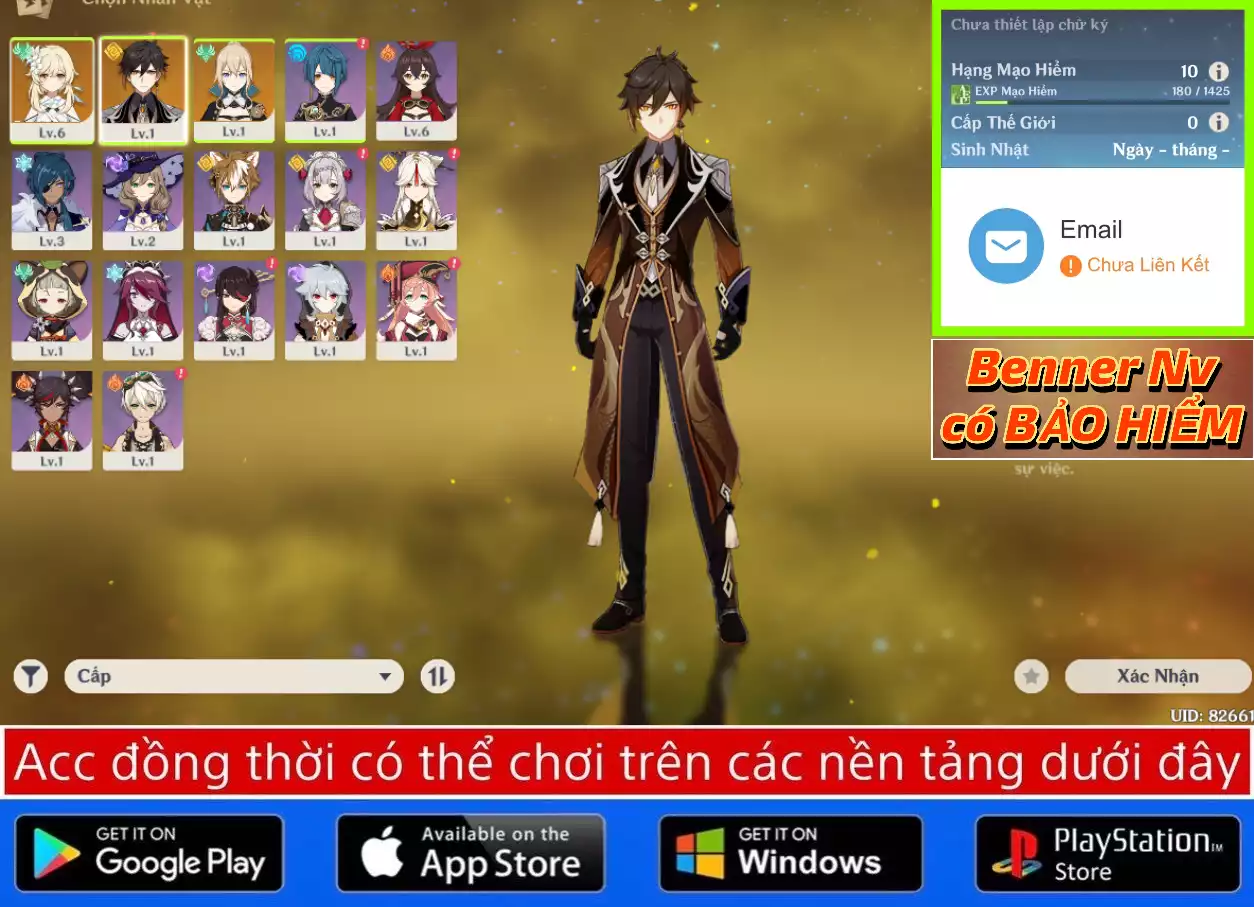 Chọn Nhân Vật
Lv.6
Lv.1
Lv.1
Lv.1
Lv.6
Lv.3
Lv.2
Lv.1
Lv.1
Lv.1
Lv.1
Lv.1
Lv.1
Lv.1
Lv.1
Lv.1
Lv.1
Chưa thiết lập chữ ký
Hạng Mạo Hiểm 10
EXP Mạo Hiểm 180 / 1425
Cấp Thế Giới 0
Sinh Nhật Ngày - tháng -
Email
Chưa Liên Kết
Benner Nv
có BẢO HIỂM
sự việc.
Cấp
Xác Nhận
UID: 82661
Acc đồng thời có thể chơi trên các nền tảng dưới đây
GET IT ON
Google Play
Available on the
App Store
GET IT ON
Windows
PlayStation™
Store